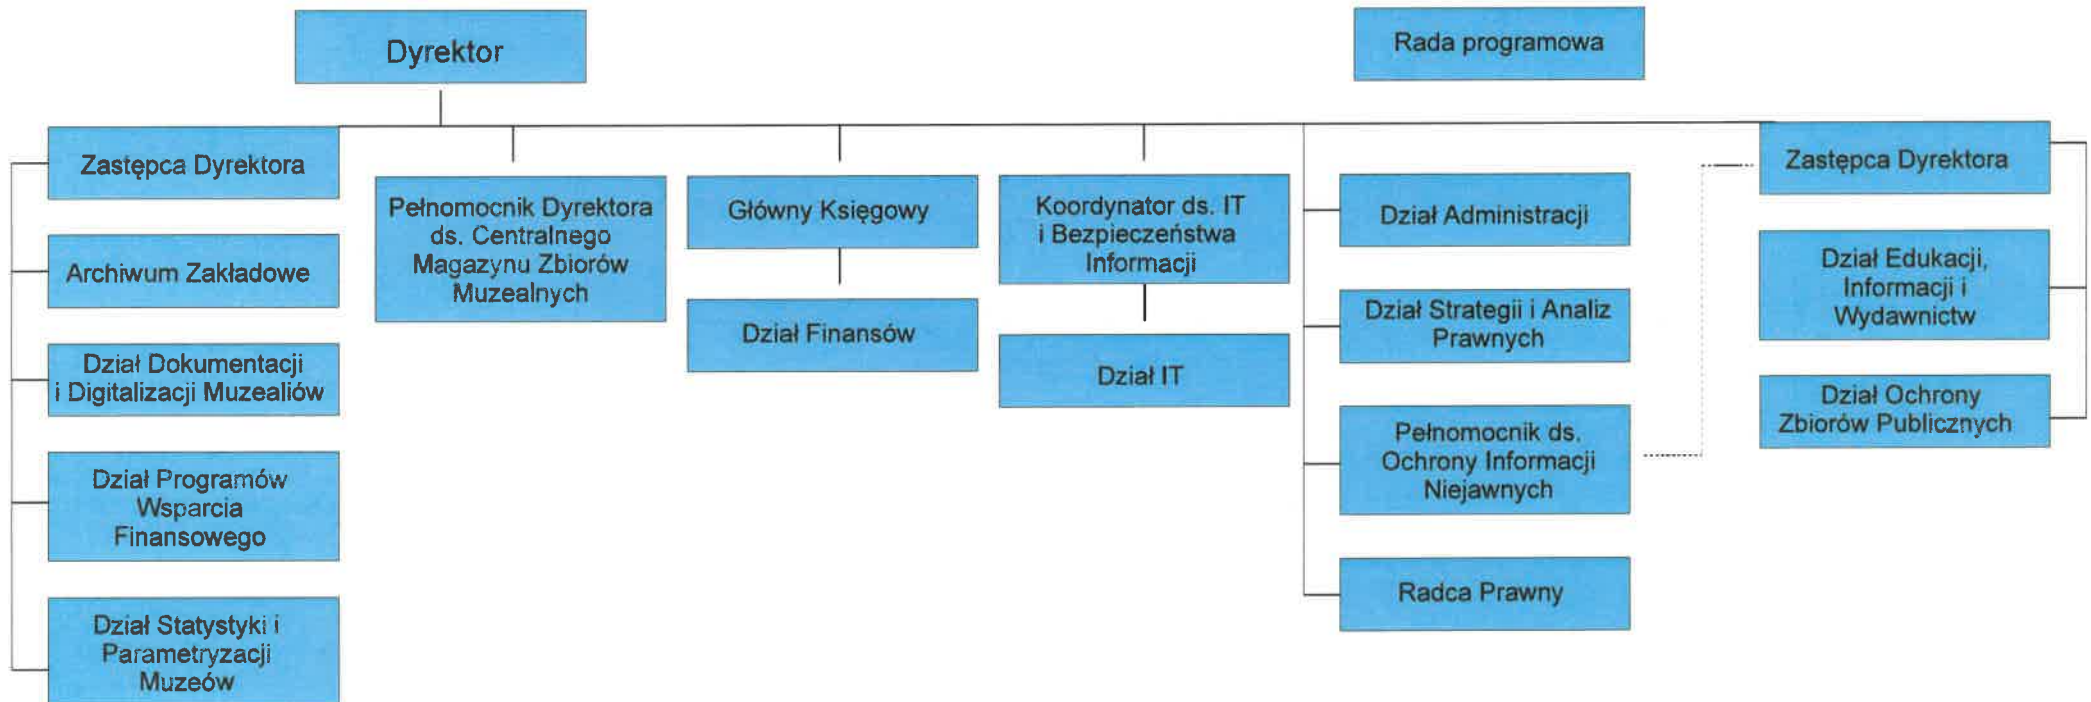 Dyrektor
Rada programowa
Zastępca Dyrektora
Archiwum Zakładowe
Dział Dokumentacji
i Digitalizacji Muzealiów
Dział Programów
Wsparcia
Finansowego
Dział Statystyki i
Parametryzacji
Muzeów
Pełnomocnik Dyrektora
ds. Centralnego
Magazynu Zbiorów
Muzealnych
Główny Księgowy
Dział Finansów
Koordynator ds. IT
i Bezpieczeństwa
Informacji
Dział IT
Dział Administracji
Dział Strategii i Analiz
Prawnych
Pełnomocnik ds.
Ochrony Informacji
Niejawnych
Radca Prawny
Zastępca Dyrektora
Dział Edukacji,
Informacji i
Wydawnictw
Dział Ochrony
Zbiorów Publicznych